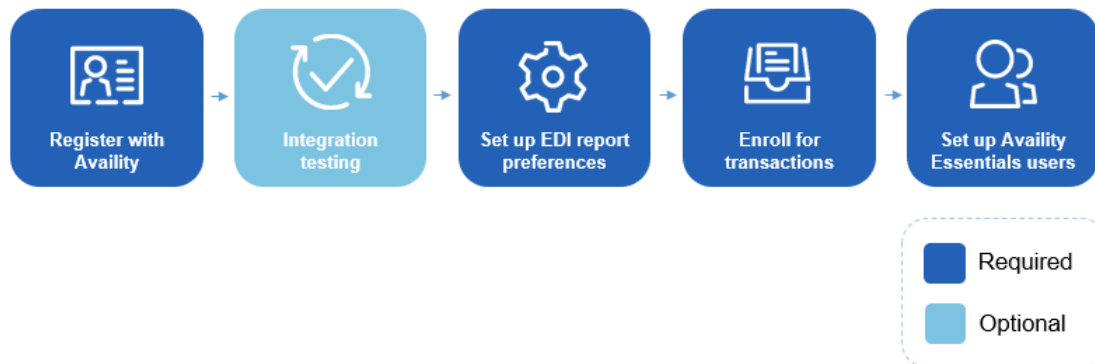 Register with
Availity
Integration
testing
Set up EDI report
preferences
Enroll for
transactions
Set up Availity
Essentials users
Required
Optional